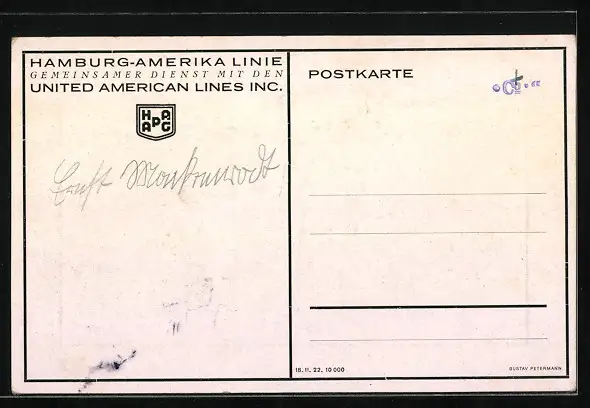 HAMBURG-AMERIKA LINIE
GEMEINSAMER DIENST MIT DEN
UNITED AMERICAN LINES INC.
HAPAG
Ernst
POSTKARTE
18. 11. 22. 10 000
GUSTAV PETERMANN